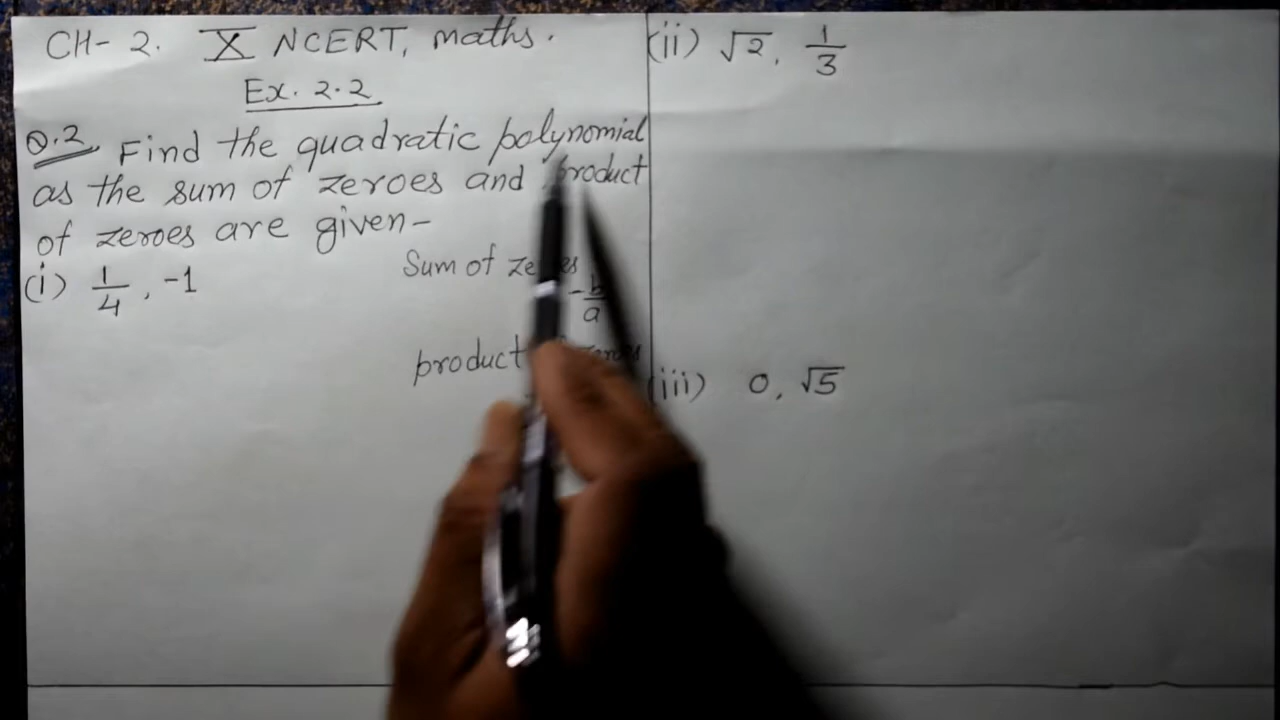 CH- 2. X NCERT, maths.
Ex. 2.2
Q.2 Find the quadratic polynomial
as the sum of zeroes and product
of zeroes are given-
(i) 1/4, -1
Sum of
-b/a
product
(ii) √2, 1/3
(iii) 0, √5